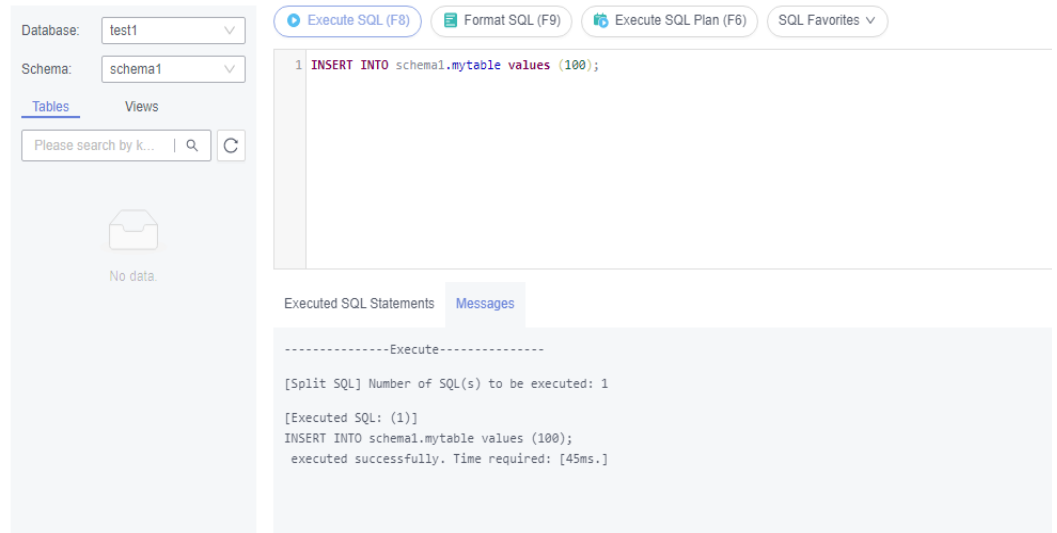 Database: test1
Schema: schema1
Tables Views
Please search by k...
No data.
Execute SQL (F8) Format SQL (F9) Execute SQL Plan (F6) SQL Favorites
1 INSERT INTO schema1.mytable values (100);
Executed SQL Statements Messages
---------------Execute---------------
[Split SQL] Number of SQL(s) to be executed: 1
[Executed SQL: (1)]
INSERT INTO schema1.mytable values (100);
executed successfully. Time required: [45ms.]